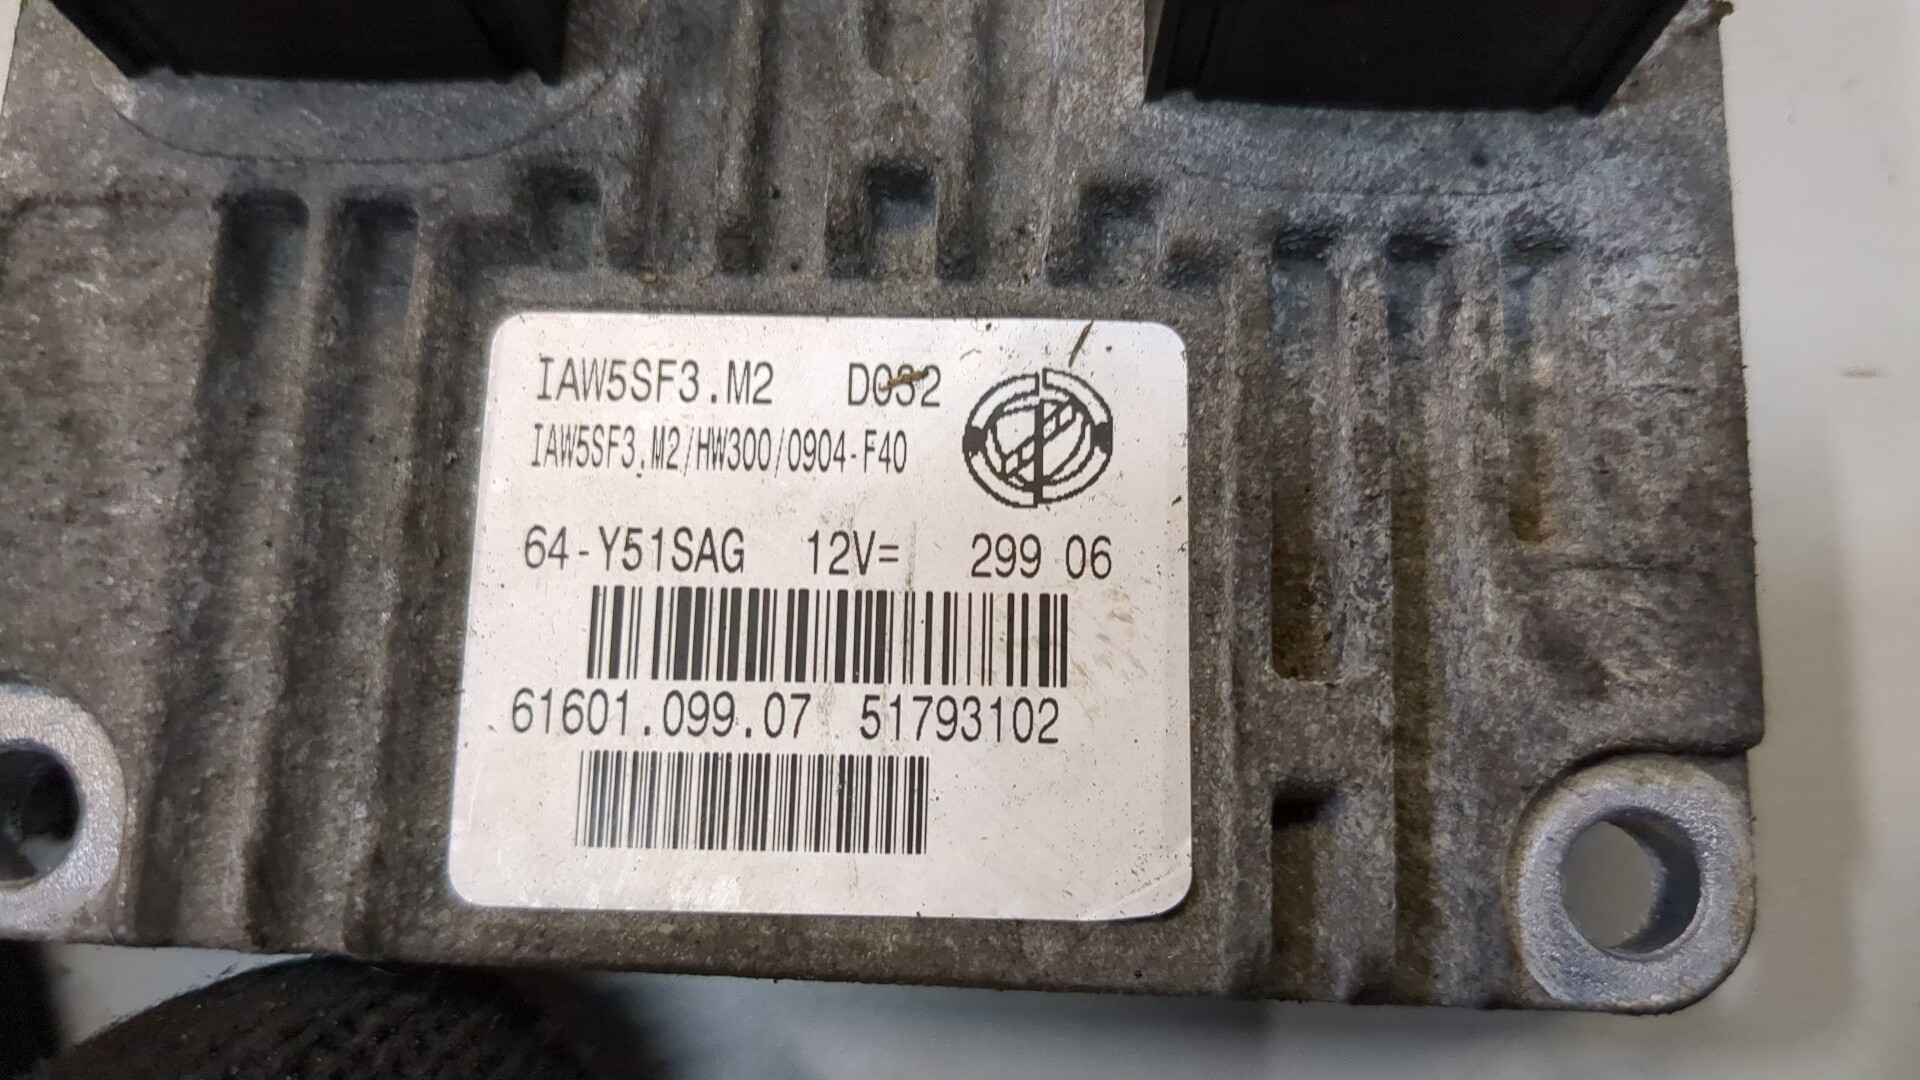 IAW5SF3.M2 D032
IAW5SF3.M2/HW300/0904-F40
64-Y51SAG 12V= 299 06
61601.099.07 51793102